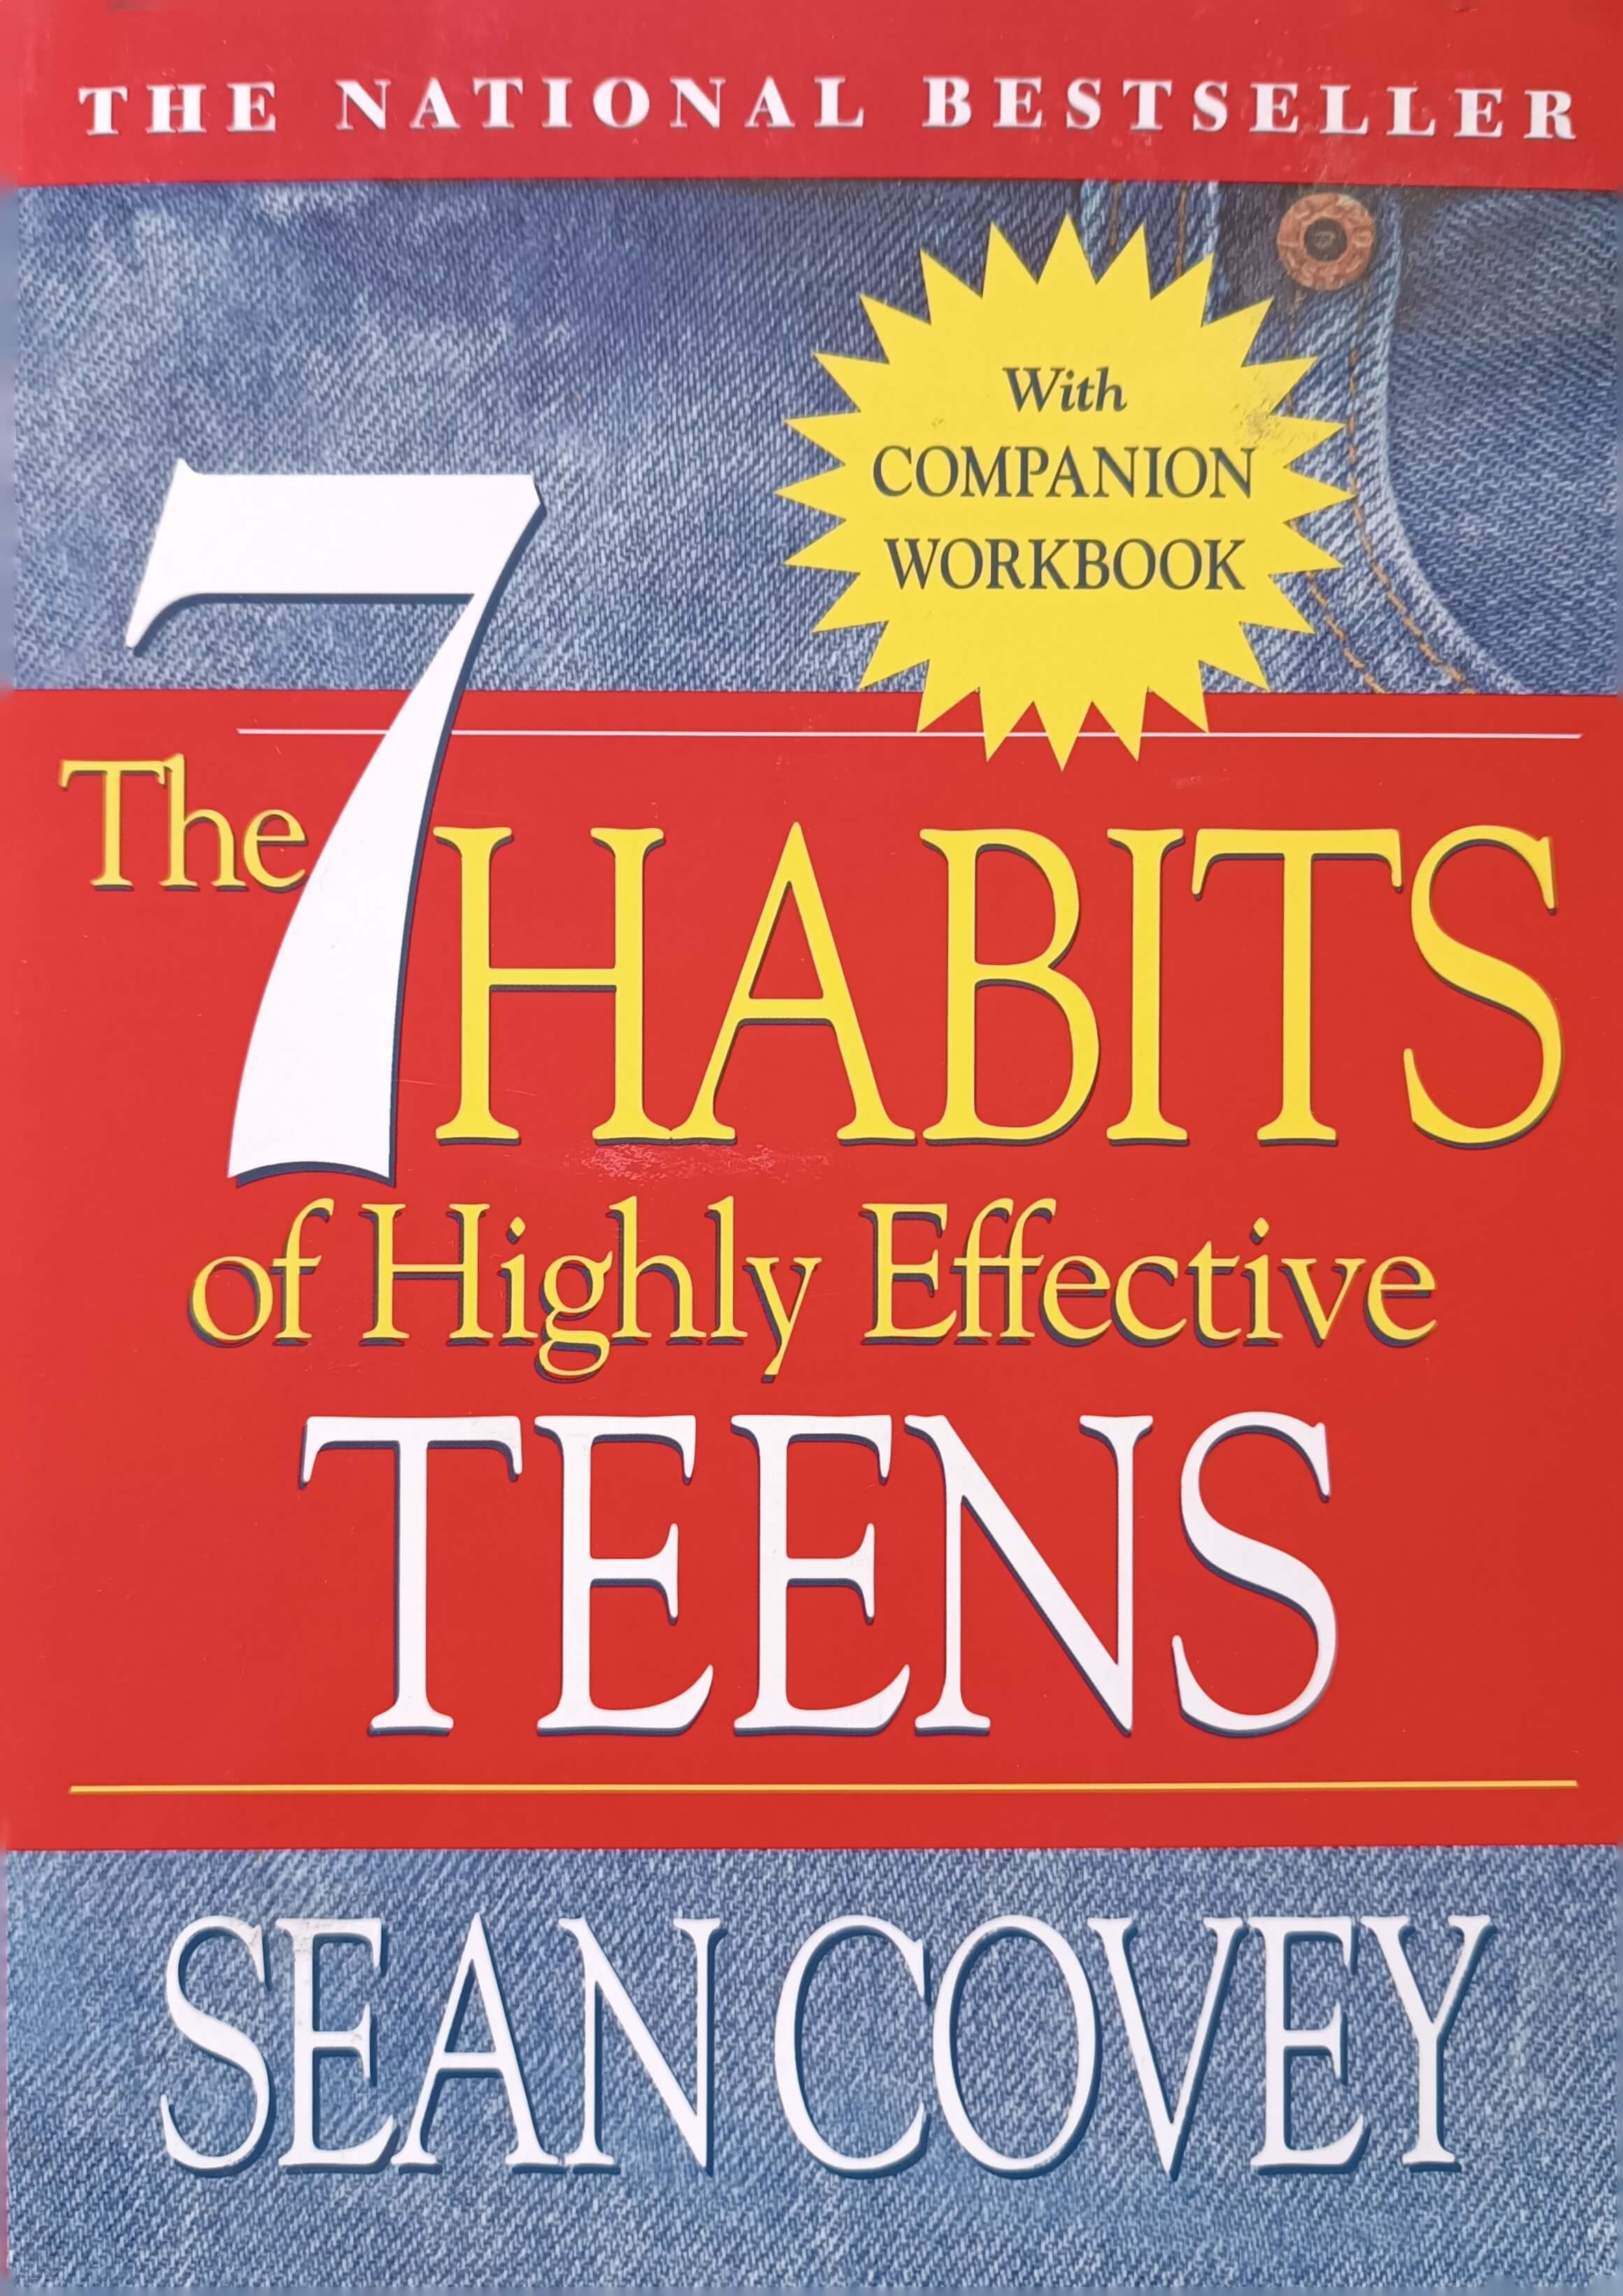 THE NATIONAL BESTSELLER
With
COMPANION
WORKBOOK
The 7 HABITS
of Highly Effective
TEENS
SEAN COVEY